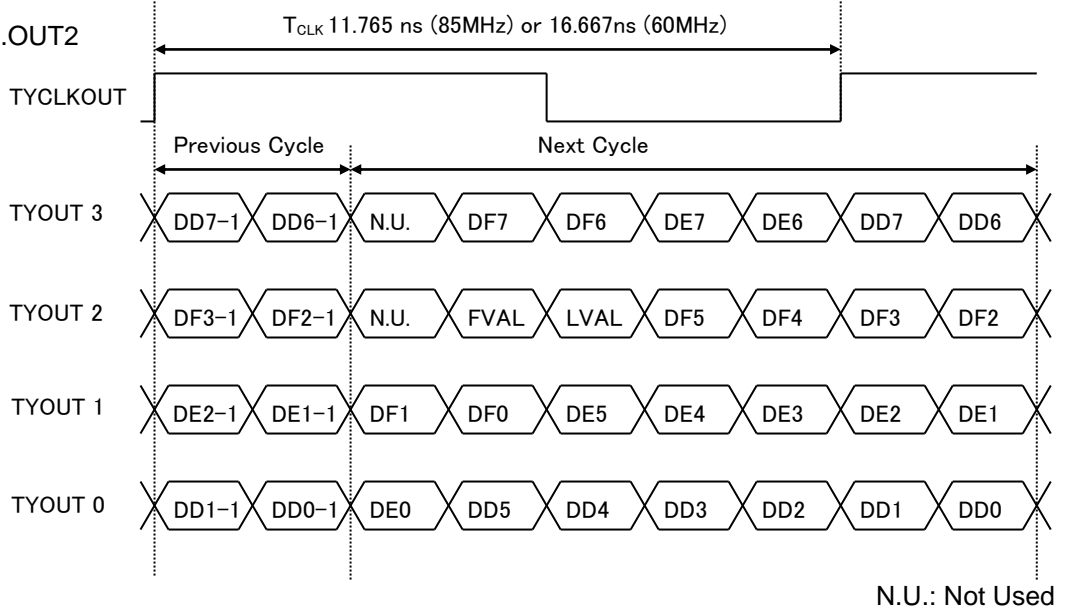 T_CLK 11.765 ns (85MHz) or 16.667ns (60MHz)
.OUT2
TYCLKOUT
Previous Cycle Next Cycle
TYOUT 3 DD7-1 DD6-1 N.U. DF7 DF6 DE7 DE6 DD7 DD6
TYOUT 2 DF3-1 DF2-1 N.U. FVAL LVAL DF5 DF4 DF3 DF2
TYOUT 1 DE2-1 DE1-1 DF1 DF0 DE5 DE4 DE3 DE2 DE1
TYOUT 0 DD1-1 DD0-1 DE0 DD5 DD4 DD3 DD2 DD1 DD0
N.U.: Not Used